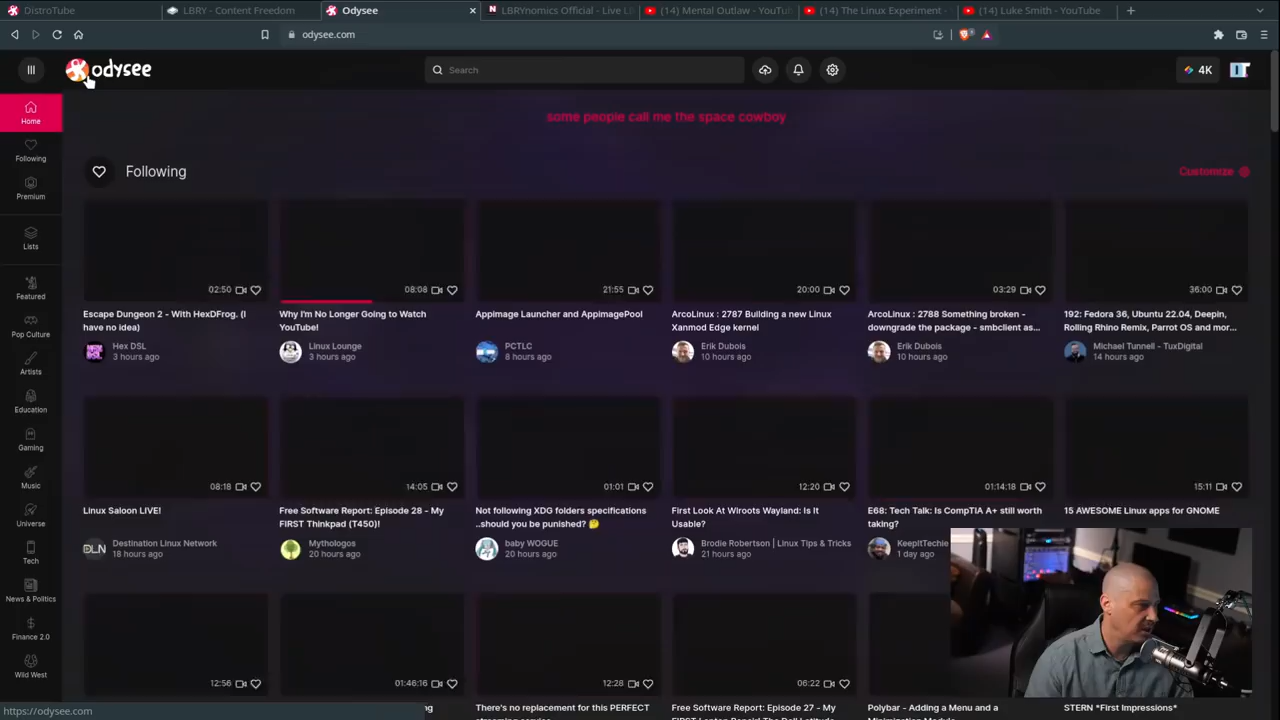 DistroTube
LBRY - Content Freedom
Odysee
LBRYnomics Official - Live L
(14) Mental Outlaw - YouTu
(14) The Linux Experiment -
(14) Luke Smith - YouTube
odysee.com
odysee
Search
4K
Home
Following
Premium
Lists
Featured
Pop Culture
Artists
Education
Gaming
Music
Universe
Tech
News & Politics
Finance 2.0
Wild West
some people call me the space cowboy
Following
Customize
02:50
08:08
21:55
20:00
03:29
36:00
Escape Dungeon 2 - With HexDFrog. (I
have no idea)
Hex DSL
3 hours ago
Why I'm No Longer Going to Watch
YouTube!
Linux Lounge
3 hours ago
Appimage Launcher and AppimagePool
PCTLC
8 hours ago
ArcoLinux : 2787 Building a new Linux
Xanmod Edge kernel
Erik Dubois
10 hours ago
ArcoLinux : 2788 Something broken -
downgrade the package - smbclient as...
Erik Dubois
10 hours ago
192: Fedora 36, Ubuntu 22.04, Deepin,
Rolling Rhino Remix, Parrot OS and mor...
Michael Tunnell - TuxDigital
14 hours ago
08:18
14:05
01:01
12:20
01:14:18
15:11
Linux Saloon LIVE!
DLN
Destination Linux Network
18 hours ago
Free Software Report: Episode 28 - My
FIRST Thinkpad (T450)!
Mythologos
20 hours ago
Not following XDG folders specifications
..should you be punished? 🤔
baby WOGUE
20 hours ago
First Look At Wiroots Wayland: Is It
Usable?
Brodie Robertson | Linux Tips & Tricks
21 hours ago
E68: Tech Talk: Is CompTIA A+ still worth
taking?
KeepItTechie
1 day ago
15 AWESOME Linux apps for GNOME
12:56
01:46:16
12:28
06:22
There's no replacement for this PERFECT
Free Software Report: Episode 27 - My
Polybar - Adding a Menu and a
STERN *First Impressions*
https://odysee.com